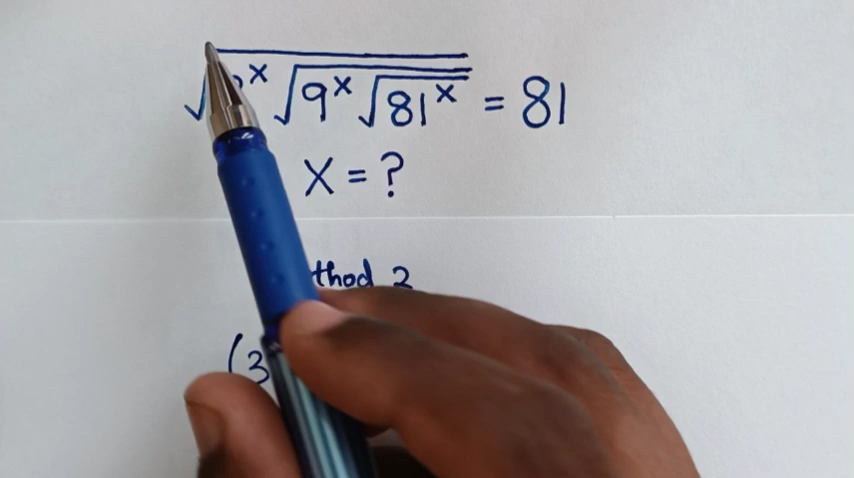 √ ˣ √9ˣ √81ˣ = 81
X = ?
thod 2
(3